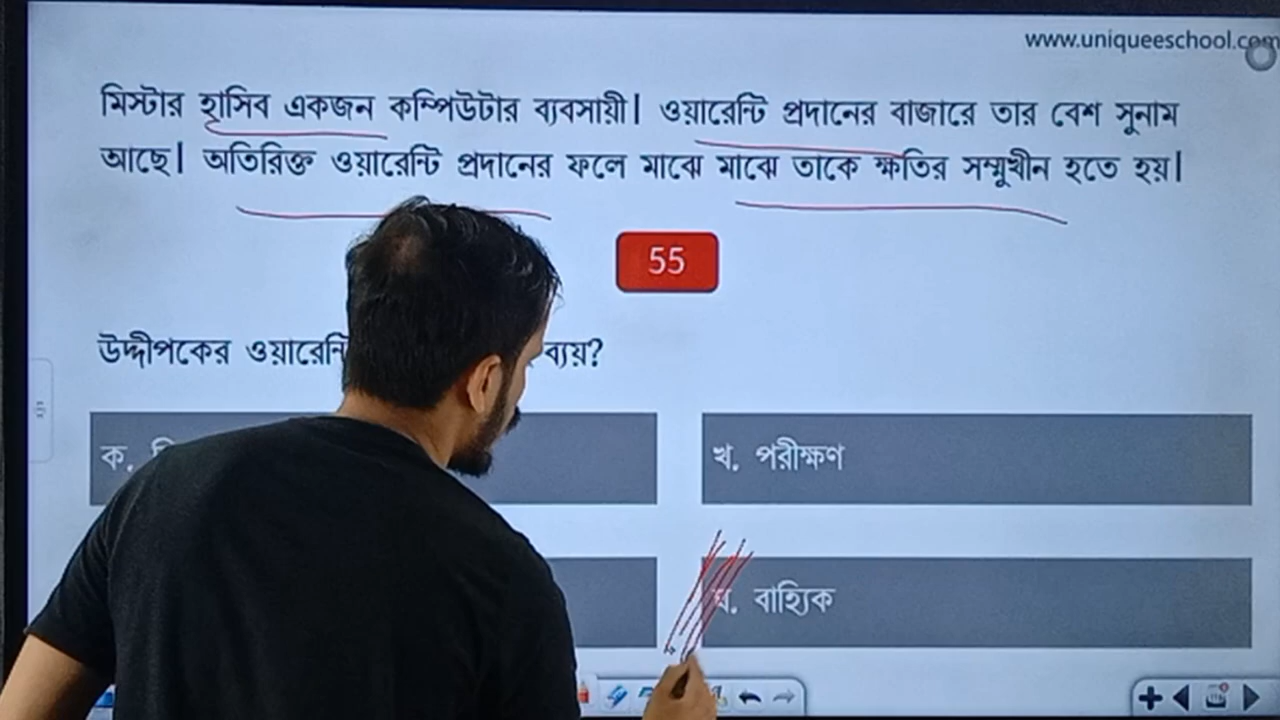 www.uniqueeschool.com
মিস্টার হাসিব একজন কম্পিউটার ব্যবসায়ী। ওয়ারেন্টি প্রদানের বাজারে তার বেশ সুনাম
আছে। অতিরিক্ত ওয়ারেন্টি প্রদানের ফলে মাঝে মাঝে তাকে ক্ষতির সম্মুখীন হতে হয়।
55
উদ্দীপকের ব্যয়?
ক. খ. পরীক্ষণ
ঘ. বাহ্যিক